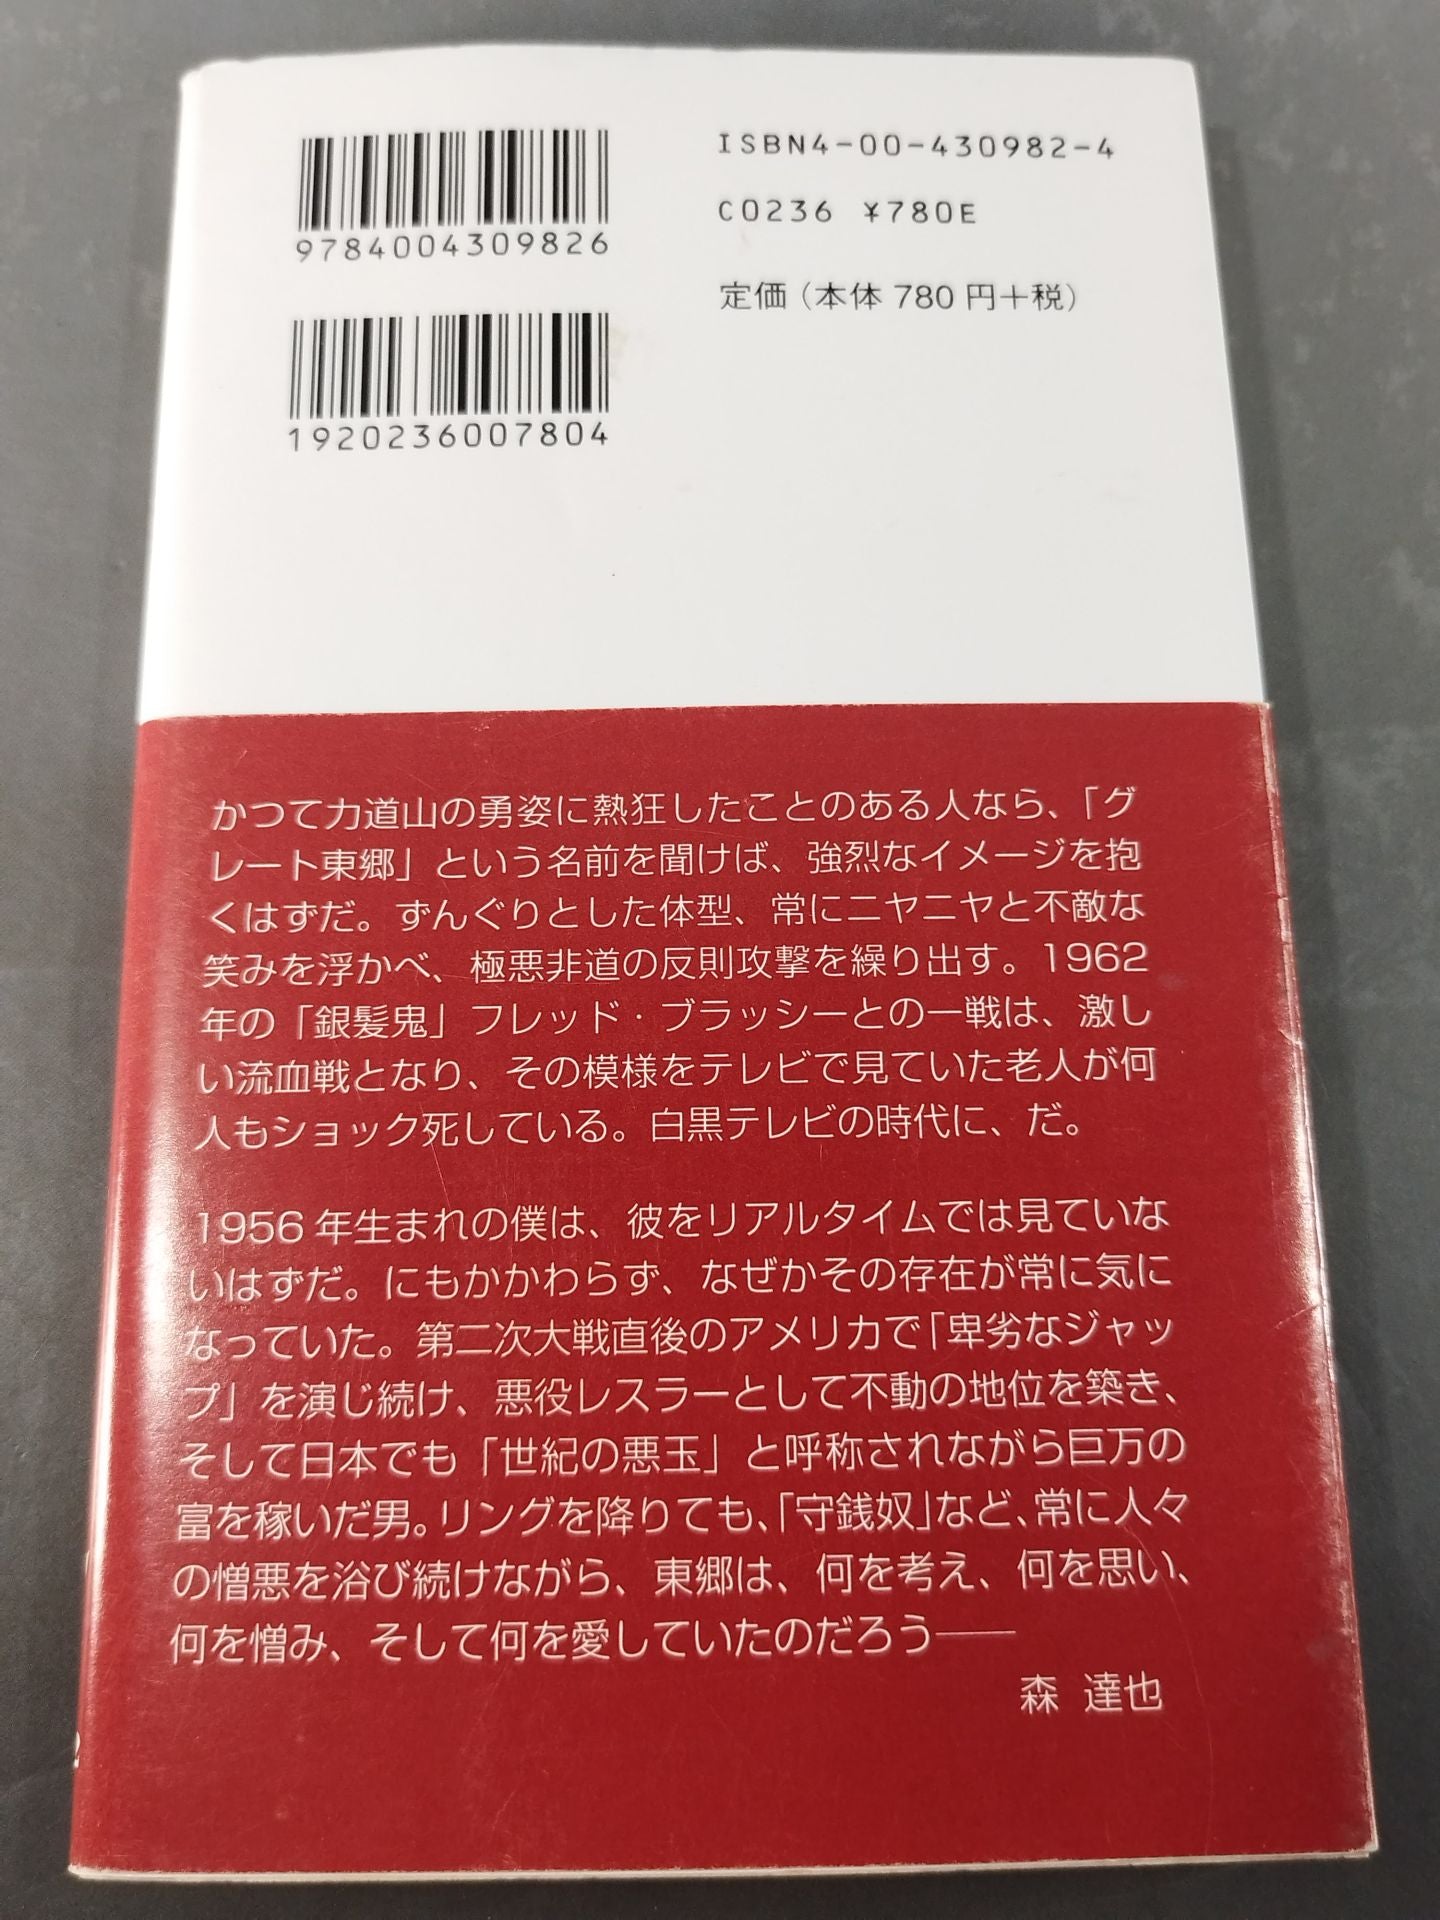 9784004309826
ISBN4-00-430982-4
C0236 ¥780E
定価(本体 780 円+税)
1920236007804
かつて力道山の勇姿に熱狂したことのある人なら、「グ
レート東郷」という名前を聞けば、強烈なイメージを抱
くはずだ。ずんぐりとした体型、常にニヤニヤと不敵な
笑みを浮かべ、極悪非道の反則攻撃を繰り出す。1962
年の「銀髪鬼」フレッド・ブラッシーとの一戦は、激し
い流血戦となり、その模様をテレビで見ていた老人が何
人もショック死している。白黒テレビの時代に、だ。
1956 年生まれの僕は、彼をリアルタイムでは見ていな
いはずだ。にもかかわらず、なぜかその存在が常に気に
なっていた。第二次大戦直後のアメリカで「卑劣なジャッ
プ」を演じ続け、悪役レスラーとして不動の地位を築き、
そして日本でも「世紀の悪玉」と呼称されながら巨万の
富を稼いだ男。リングを降りても、「守銭奴」など、常に人々
の憎悪を浴び続けながら、東郷は、何を考え、何を思い、
何を憎み、そして何を愛していたのだろう――
森 達也
2